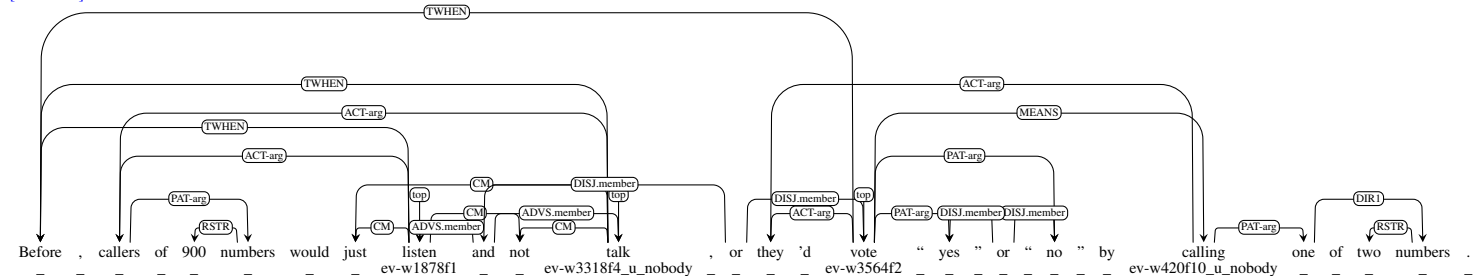 TWHEN
TWHEN ACT-arg
ACT-arg MEANS
TWHEN
ACT-arg PAT-arg
CM DISJ.member
PAT-arg top top DISJ.member top DIR1
CM ADVS.member ACT-arg PAT-arg DISJ.member DISJ.member
RSTR CM ADVS.member CM PAT-arg RSTR
Before , callers of 900 numbers would just listen and not talk , or they 'd vote “ yes ” or “ no ” by calling one of two numbers .
_ _ _ _ _ _ _ _ ev-w1878f1 _ _ ev-w3318f4_u_nobody _ _ _ _ ev-w3564f2 _ _ _ _ _ _ _ _ ev-w420f10_u_nobody _ _ _ _ _